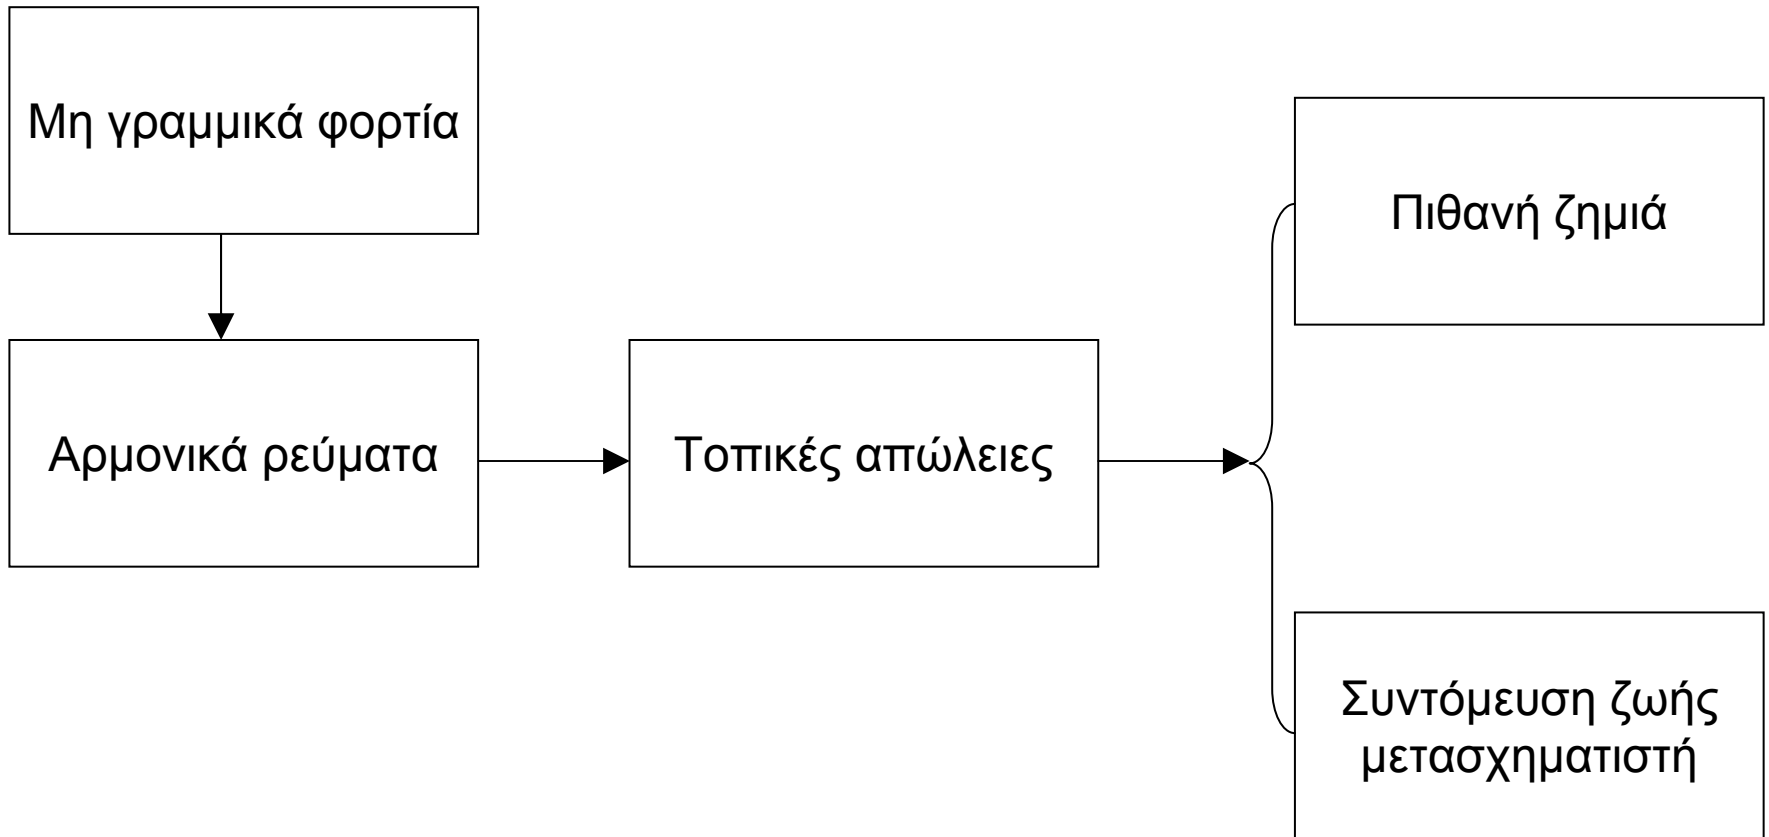 Μη γραμμικά φορτία
Πιθανή ζημιά
Αρμονικά ρεύματα
Τοπικές απώλειες
Συντόμευση ζωής
μετασχηματιστή